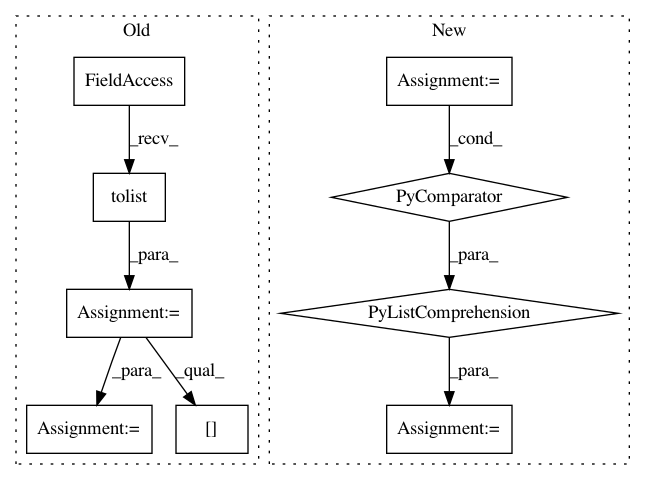 Old
New
FieldAccess
Assignment:=
_recv_
_cond_
tolist
PyComparator
_para_
_para_
Assignment:=
PyListComprehension
_para_
_qual_
_para_
Assignment:=
[]
Assignment:=